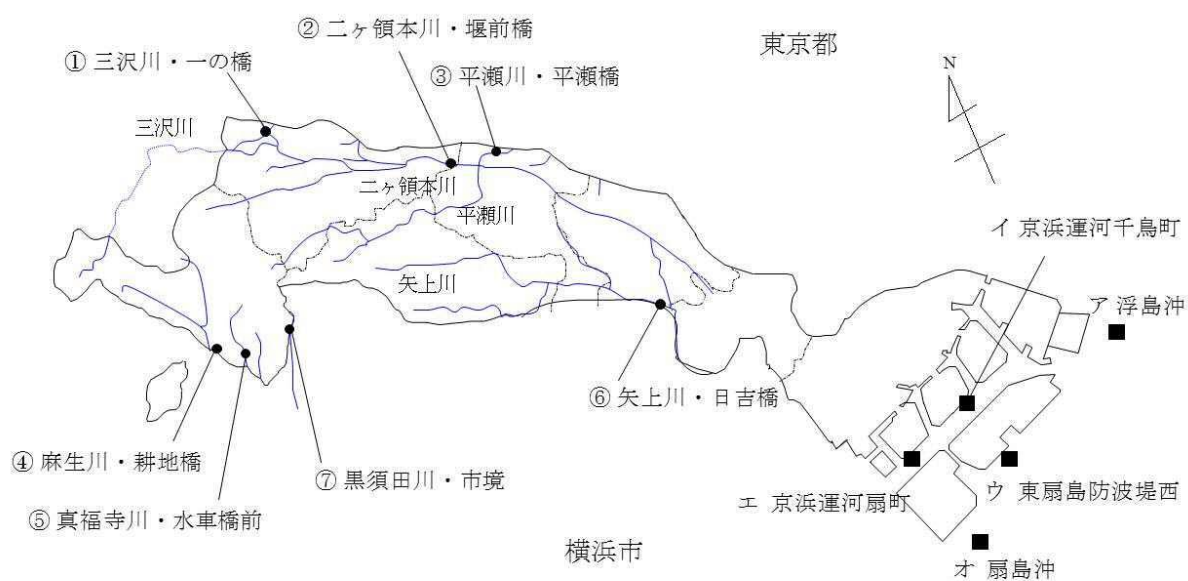 ② 二ヶ領本川・堰前橋
東京都
① 三沢川・一の橋
③ 平瀬川・平瀬橋
N
三沢川
二ヶ領本川
平瀬川
イ 京浜運河千鳥町
矢上川
ア 浮島沖
⑥ 矢上川・日吉橋
④ 麻生川・耕地橋
⑦ 黒須田川・市境
エ 京浜運河扇町
ウ 東扇島防波堤西
⑤ 真福寺川・水車橋前
横浜市
オ 扇島沖